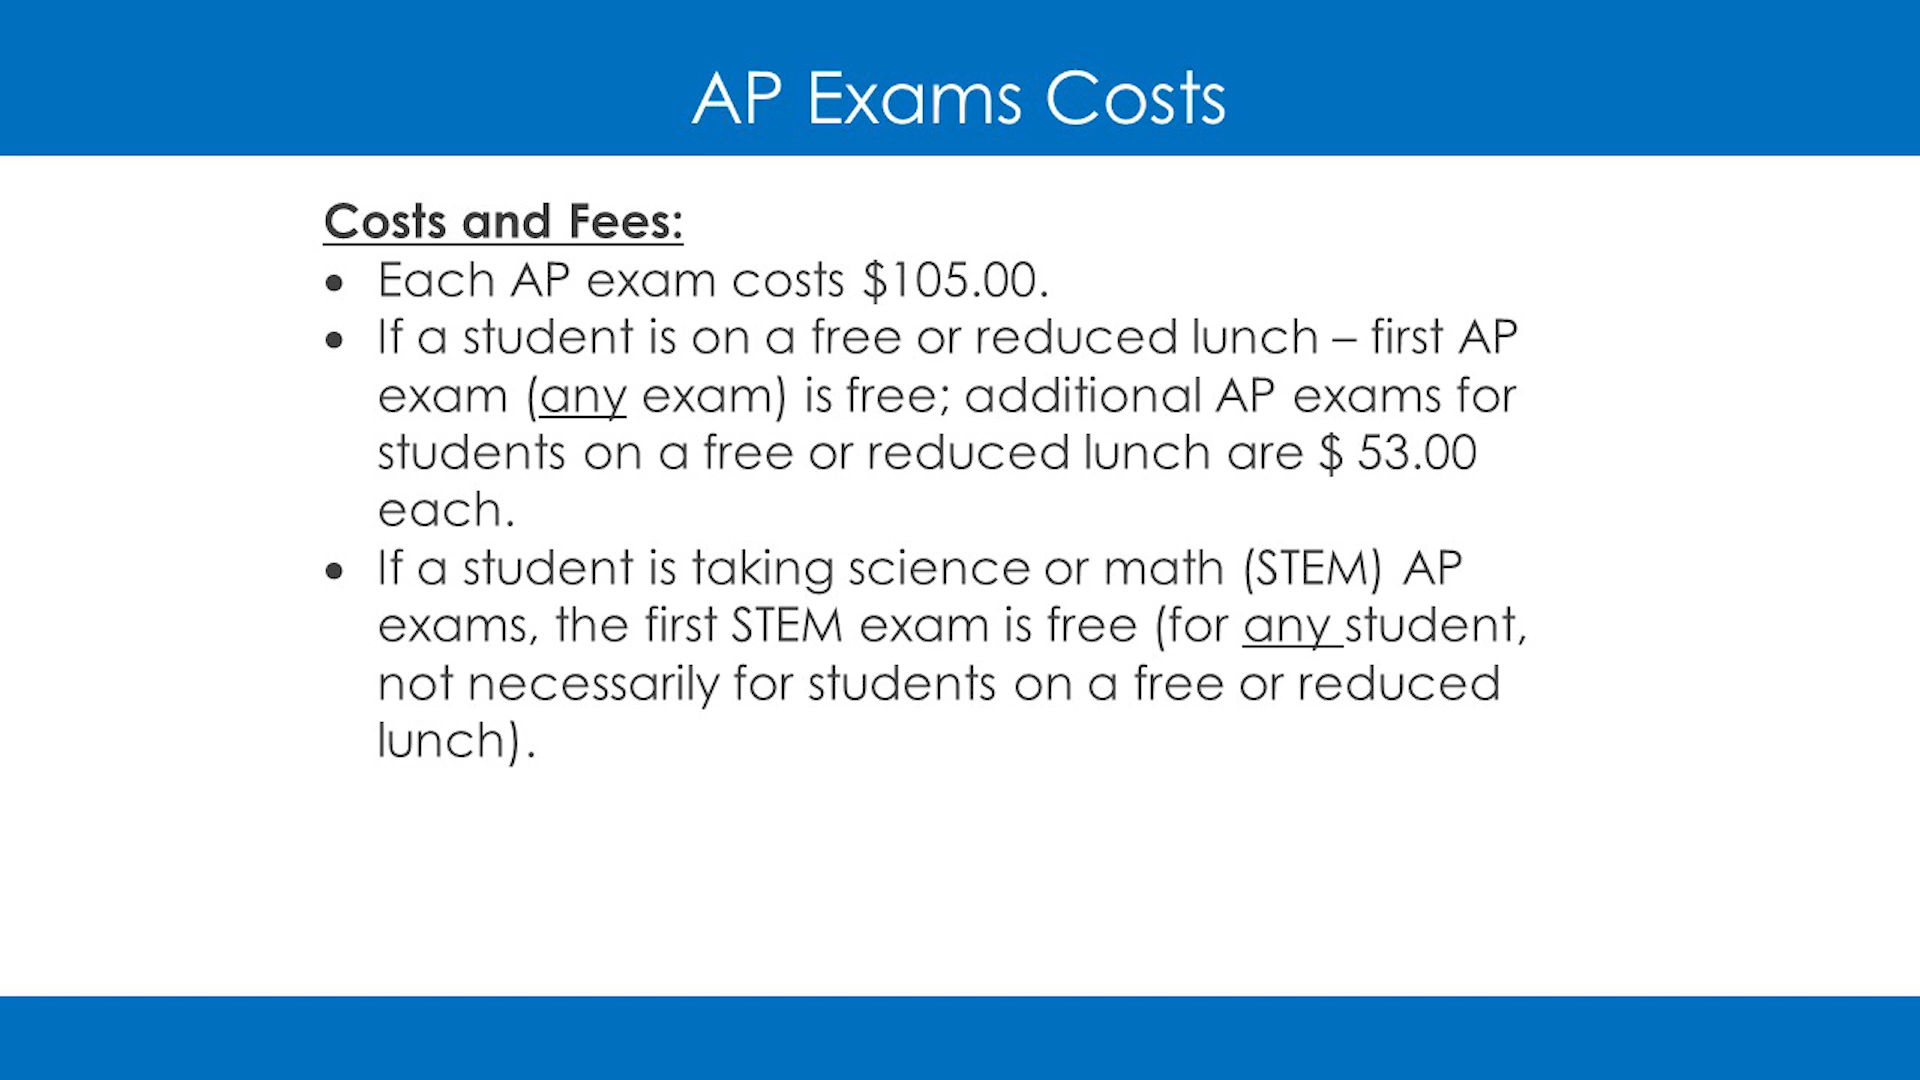 AP Exams Costs
Costs and Fees:
• Each AP exam costs $105.00.
• If a student is on a free or reduced lunch – first AP
exam (any exam) is free; additional AP exams for
students on a free or reduced lunch are $ 53.00
each.
• If a student is taking science or math (STEM) AP
exams, the first STEM exam is free (for any student,
not necessarily for students on a free or reduced
lunch).